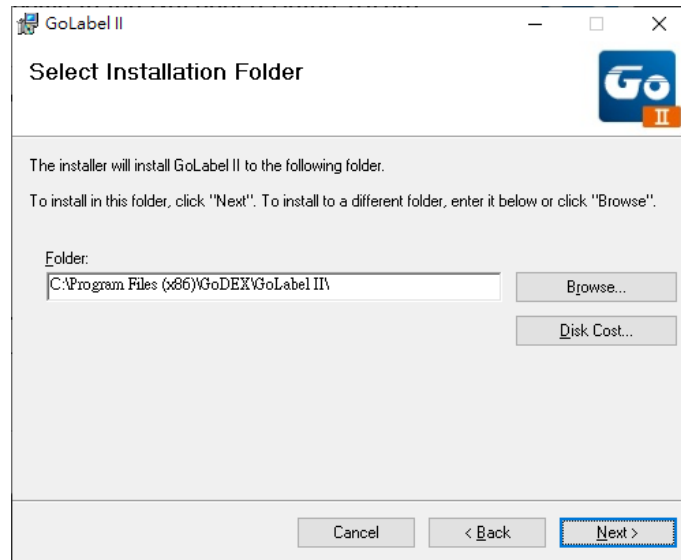 GoLabel II
Select Installation Folder
Go
II
The installer will install GoLabel II to the following folder.
To install in this folder, click "Next". To install to a different folder, enter it below or click "Browse".
Folder:
C:\Program Files (x86)\GoDEX\GoLabel II\
Browse...
Disk Cost...
Cancel
< Back
Next >